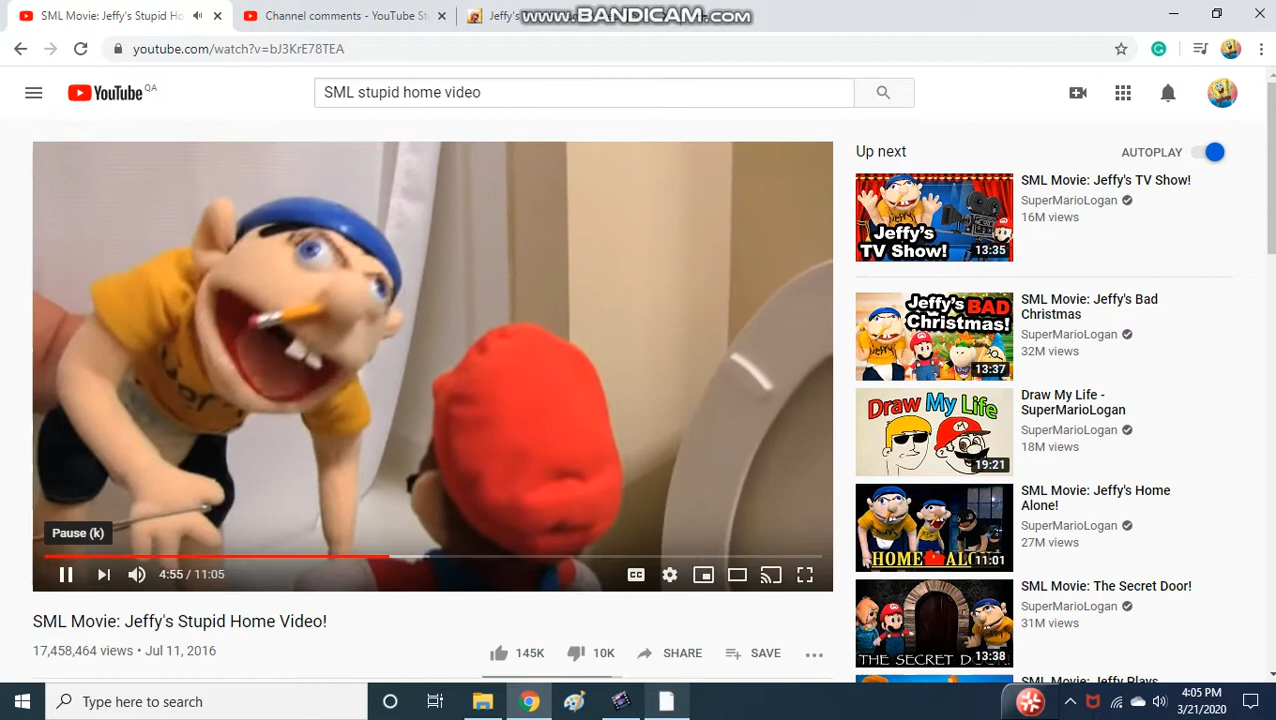 SML Movie: Jeffy's Stupid Ho
Channel comments - YouTube St
Jeffy's
www.BANDICAM.com
youtube.com/watch?v=bJ3KrE78TEA
YouTube QA
SML stupid home video
Up next
AUTOPLAY
Jeffy's
TV Show!
13:35
SML Movie: Jeffy's TV Show!
SuperMarioLogan
16M views
Jeffy's BAD
Christmas!
13:37
SML Movie: Jeffy's Bad
Christmas
SuperMarioLogan
32M views
Draw My Life
19:21
Draw My Life -
SuperMarioLogan
SuperMarioLogan
18M views
11:01
SML Movie: Jeffy's Home
Alone!
SuperMarioLogan
27M views
THE SECRET
13:38
SML Movie: The Secret Door!
SuperMarioLogan
31M views
SML Movie: Jeffy Plays
Pause (k)
4:55 / 11:05
CC
SML Movie: Jeffy's Stupid Home Video!
17,458,464 views • Jul 11, 2015
145K
10K
SHARE
SAVE
Type here to search
4:05 PM
3/21/2020